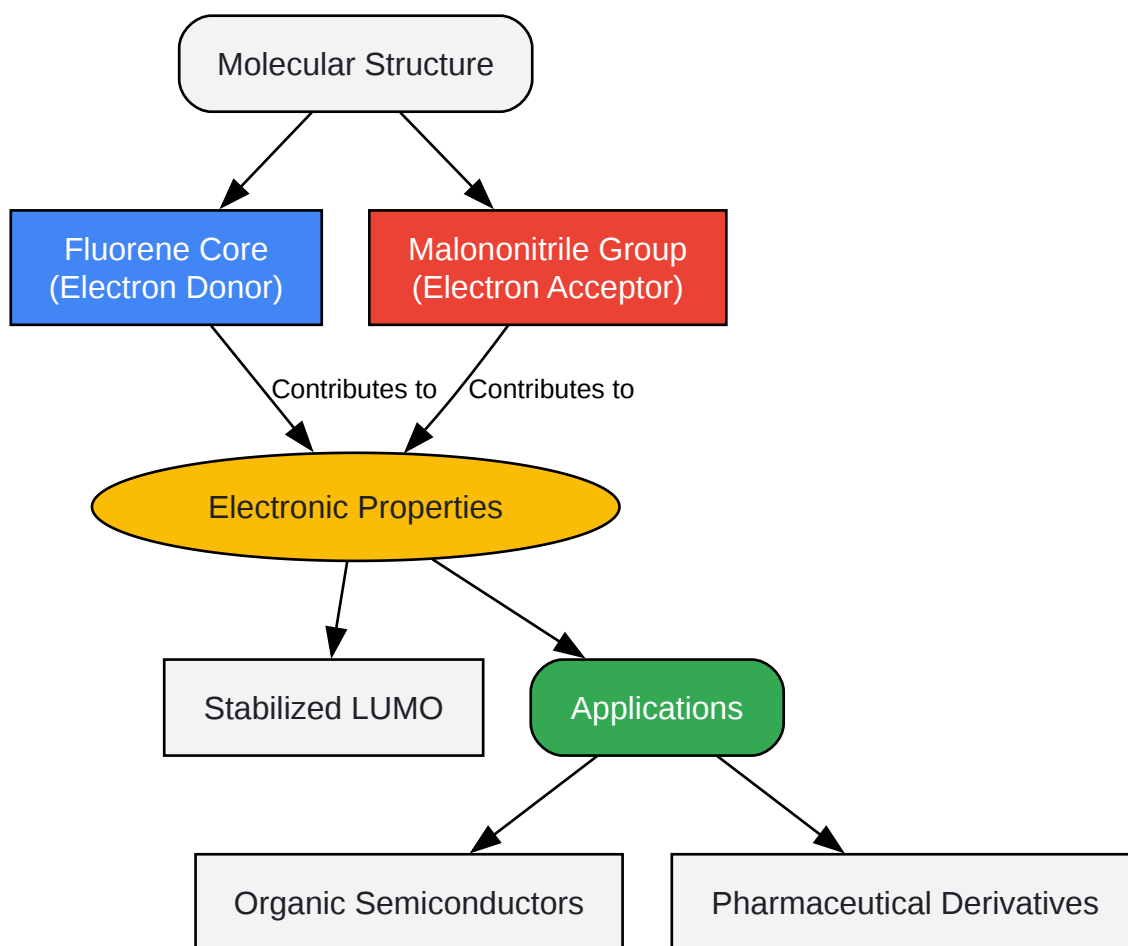 Molecular Structure
Fluorene Core
(Electron Donor)
Malononitrile Group
(Electron Acceptor)
Contributes to
Contributes to
Electronic Properties
Stabilized LUMO
Applications
Organic Semiconductors
Pharmaceutical Derivatives